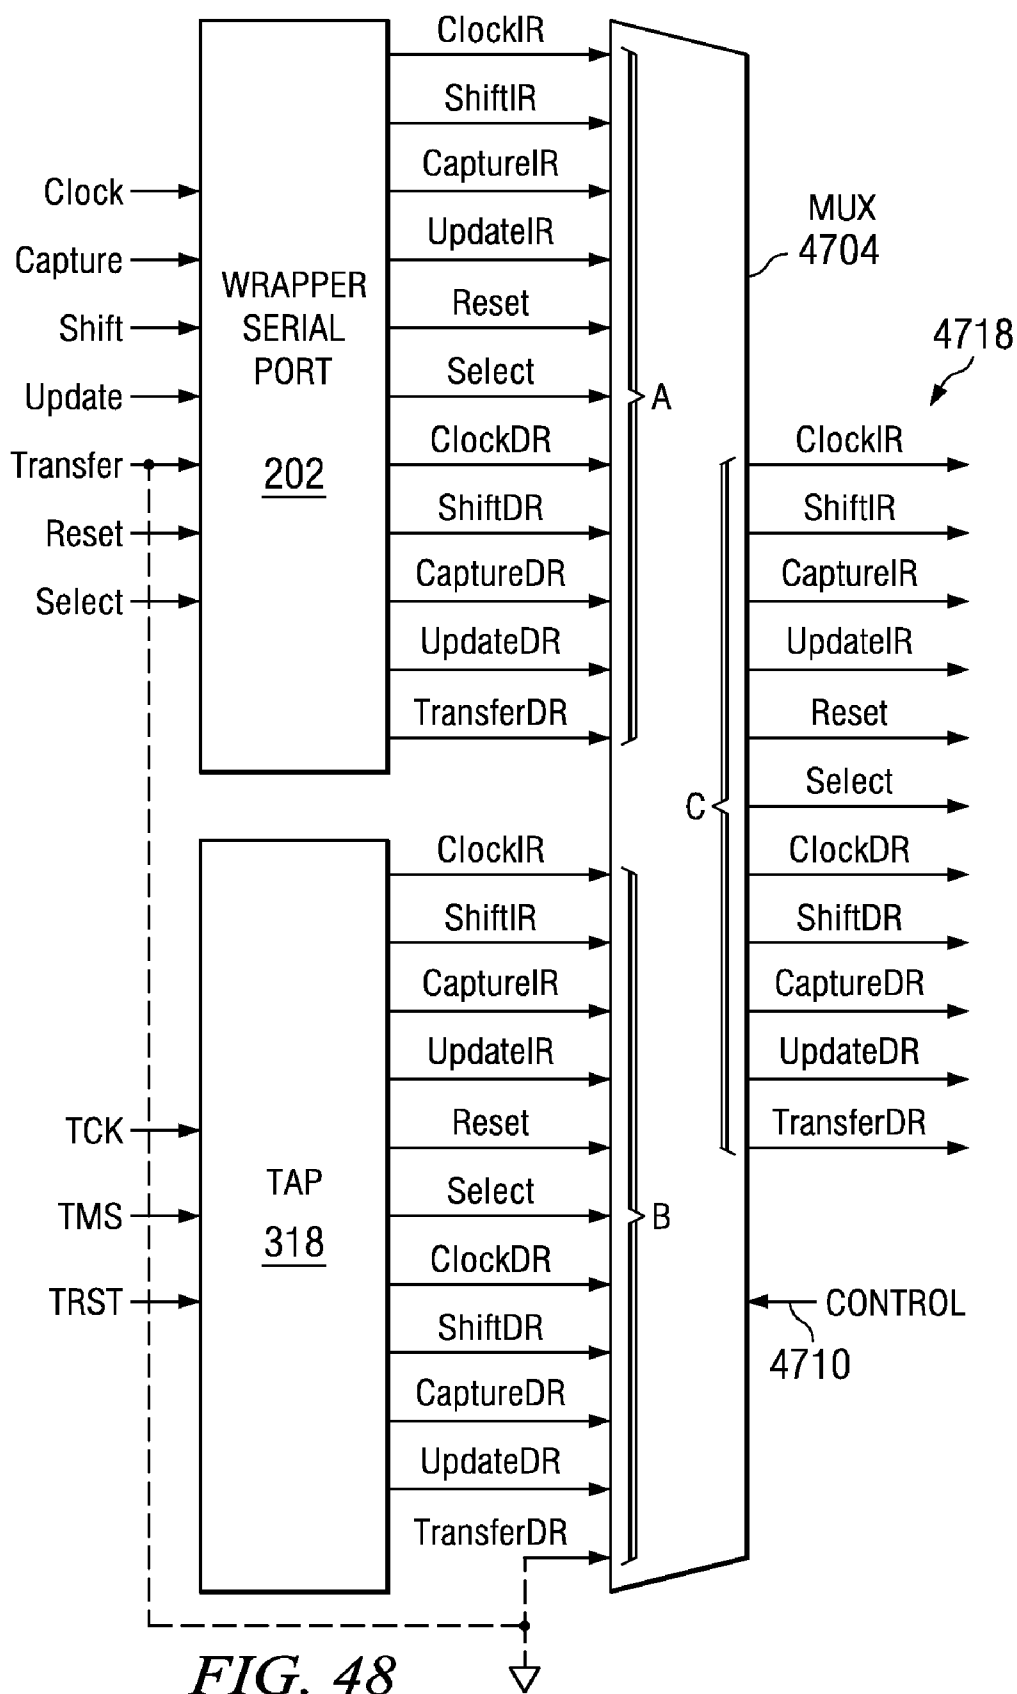 ClockIR
ShiftIR
CaptureIR
UpdateIR
Reset
Select
ClockDR
ShiftDR
CaptureDR
UpdateDR
TransferDR
Clock
Capture
Shift
Update
Transfer
Reset
Select
WRAPPER
SERIAL
PORT
202
A
MUX
4704
4718
C
ClockIR
ShiftIR
CaptureIR
UpdateIR
Reset
Select
ClockDR
ShiftDR
CaptureDR
UpdateDR
TransferDR
ClockIR
ShiftIR
CaptureIR
UpdateIR
Reset
Select
ClockDR
ShiftDR
CaptureDR
UpdateDR
TransferDR
TCK
TMS
TRST
TAP
318
B
CONTROL
4710
FIG. 48